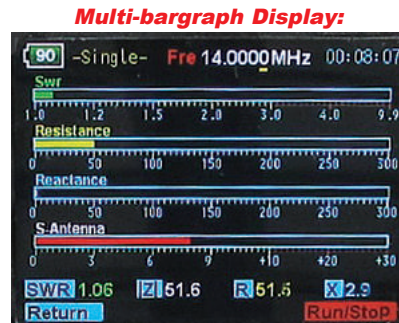 Multi-bargraph Display:
90 -Single- Fre 14.0000MHz 00:08:07
Swr
1.0 1.2 1.5 2.0 3.0 4.0 9.9
Resistance
0 50 100 150 200 250 300
Reactance
0 50 100 150 200 250 300
S-Antenna
0 3 6 9 +10 +20 +30
SWR 1.06 |Z| 51.6 R 51.5 X 2.9
Return Run/Stop